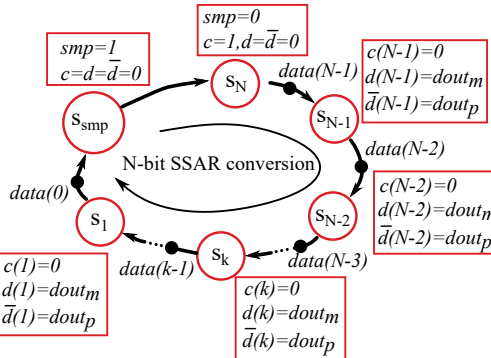 smp=1
c=d=d̅=0
smp=0
c=1,d=d̅=0
s_smp
s_N
data(N-1)
s_N-1
c(N-1)=0
d(N-1)=dout_m
d̅(N-1)=dout_p
data(N-2)
N-bit SSAR conversion
s_N-2
c(N-2)=0
d(N-2)=dout_m
d̅(N-2)=dout_p
data(N-3)
s_k
c(k)=0
d(k)=dout_m
d̅(k)=dout_p
data(k-1)
s_1
c(1)=0
d(1)=dout_m
d̅(1)=dout_p
data(0)